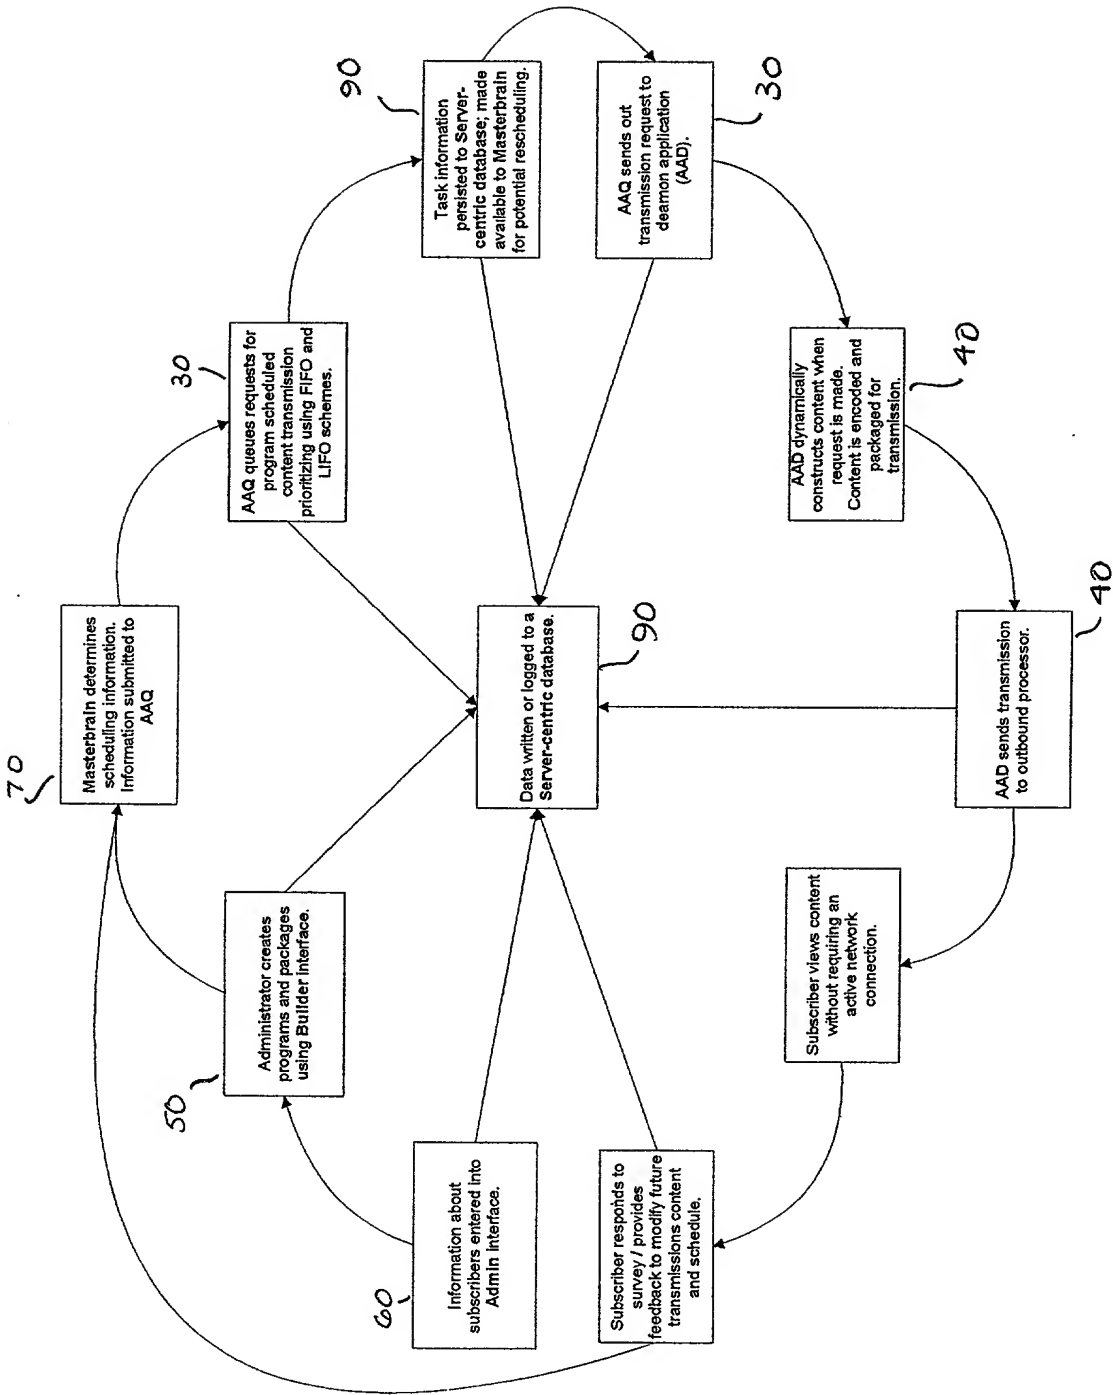 70
Masterbrain determines
scheduling information.
Information submitted to
AAQ
30
AAQ queues requests for
program scheduled
content transmission
prioritizing using FIFO and
LIFO schemes.
90
Task information
persisted to Server-
centric database; made
available to Masterbrain
for potential rescheduling.
AAQ sends out
transmission request to
deamon application
(AAD).
30
AAD dynamically
constructs content when
request is made.
Content is encoded and
packaged for
transmission.
40
AAD sends transmission
to outbound processor.
40
Subscriber views content
without requiring an
active network
connection.
Subscriber responds to
survey / provides
feedback to modify future
transmissions content
and schedule.
60
Information about
subscribers entered into
Admin interface.
50
Administrator creates
programs and packages
using Builder interface.
Data written or logged to a
Server-centric database.
90